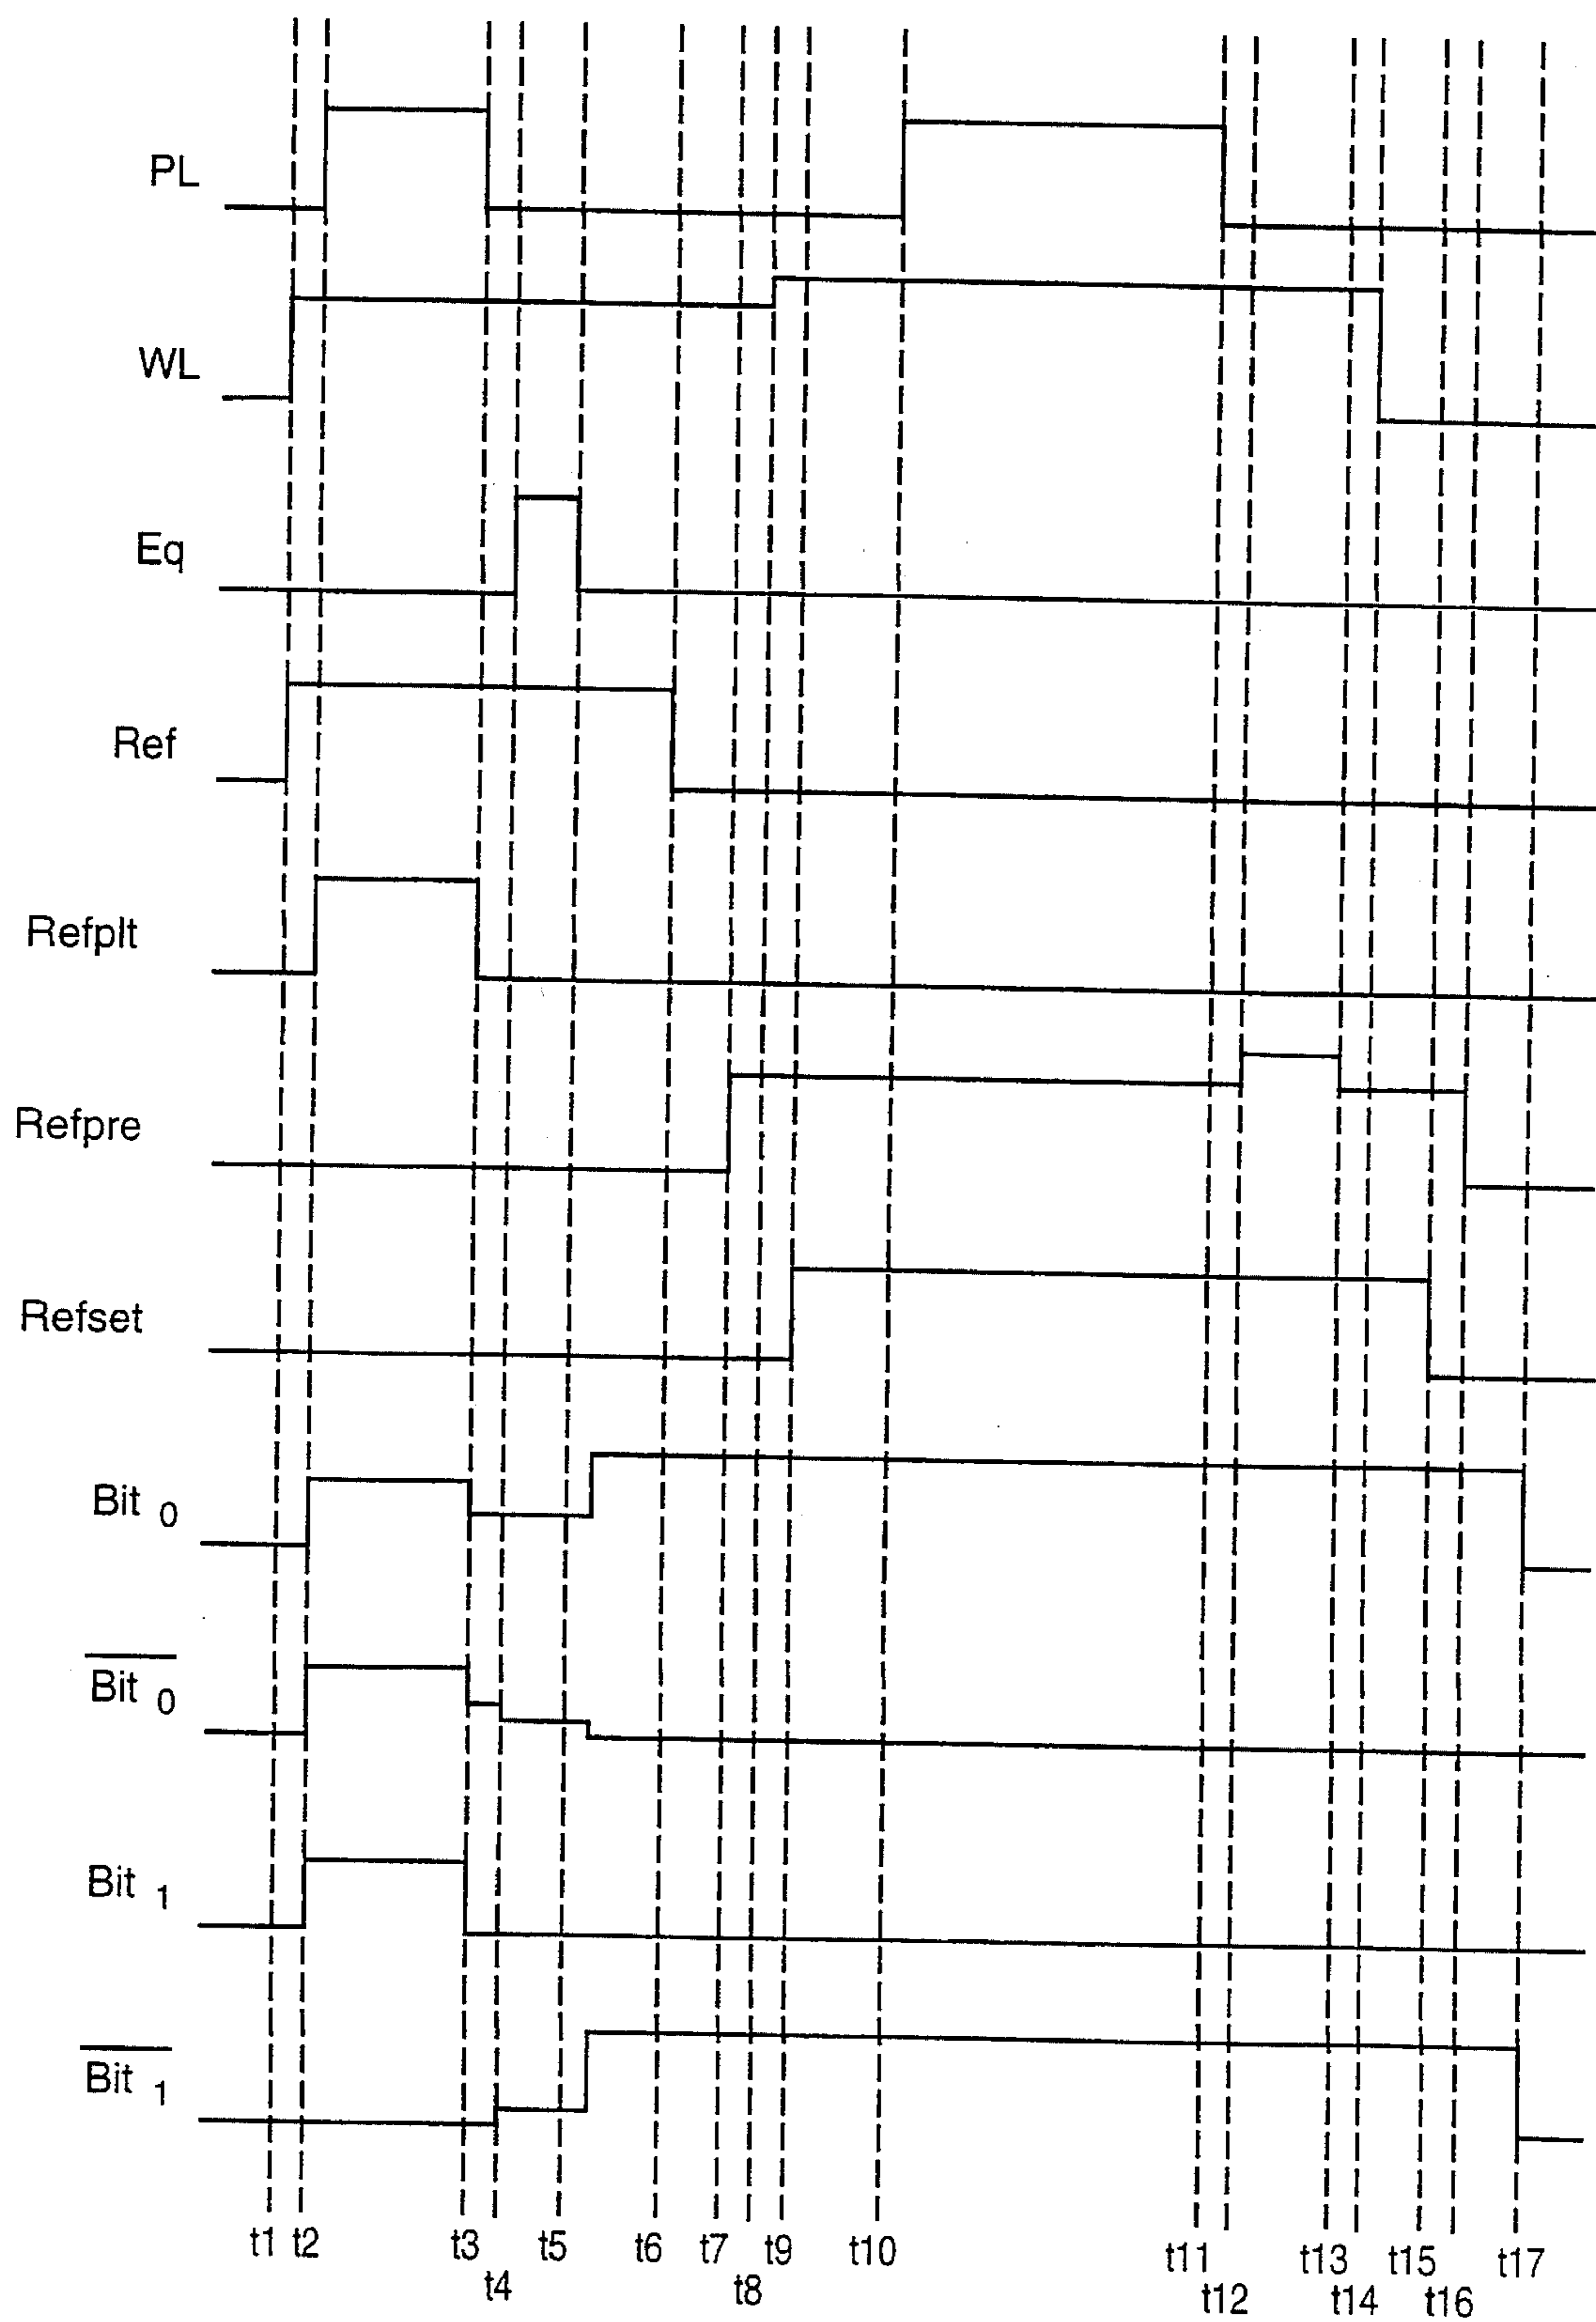 PL
WL
Eq
Ref
Refplt
Refpre
Refset
Bit 0
Bit 0
Bit 1
Bit 1
t1 t2 t3 t5 t6 t7 t9 t10 t11 t13 t15 t17
t4 t8 t12 t14 t16